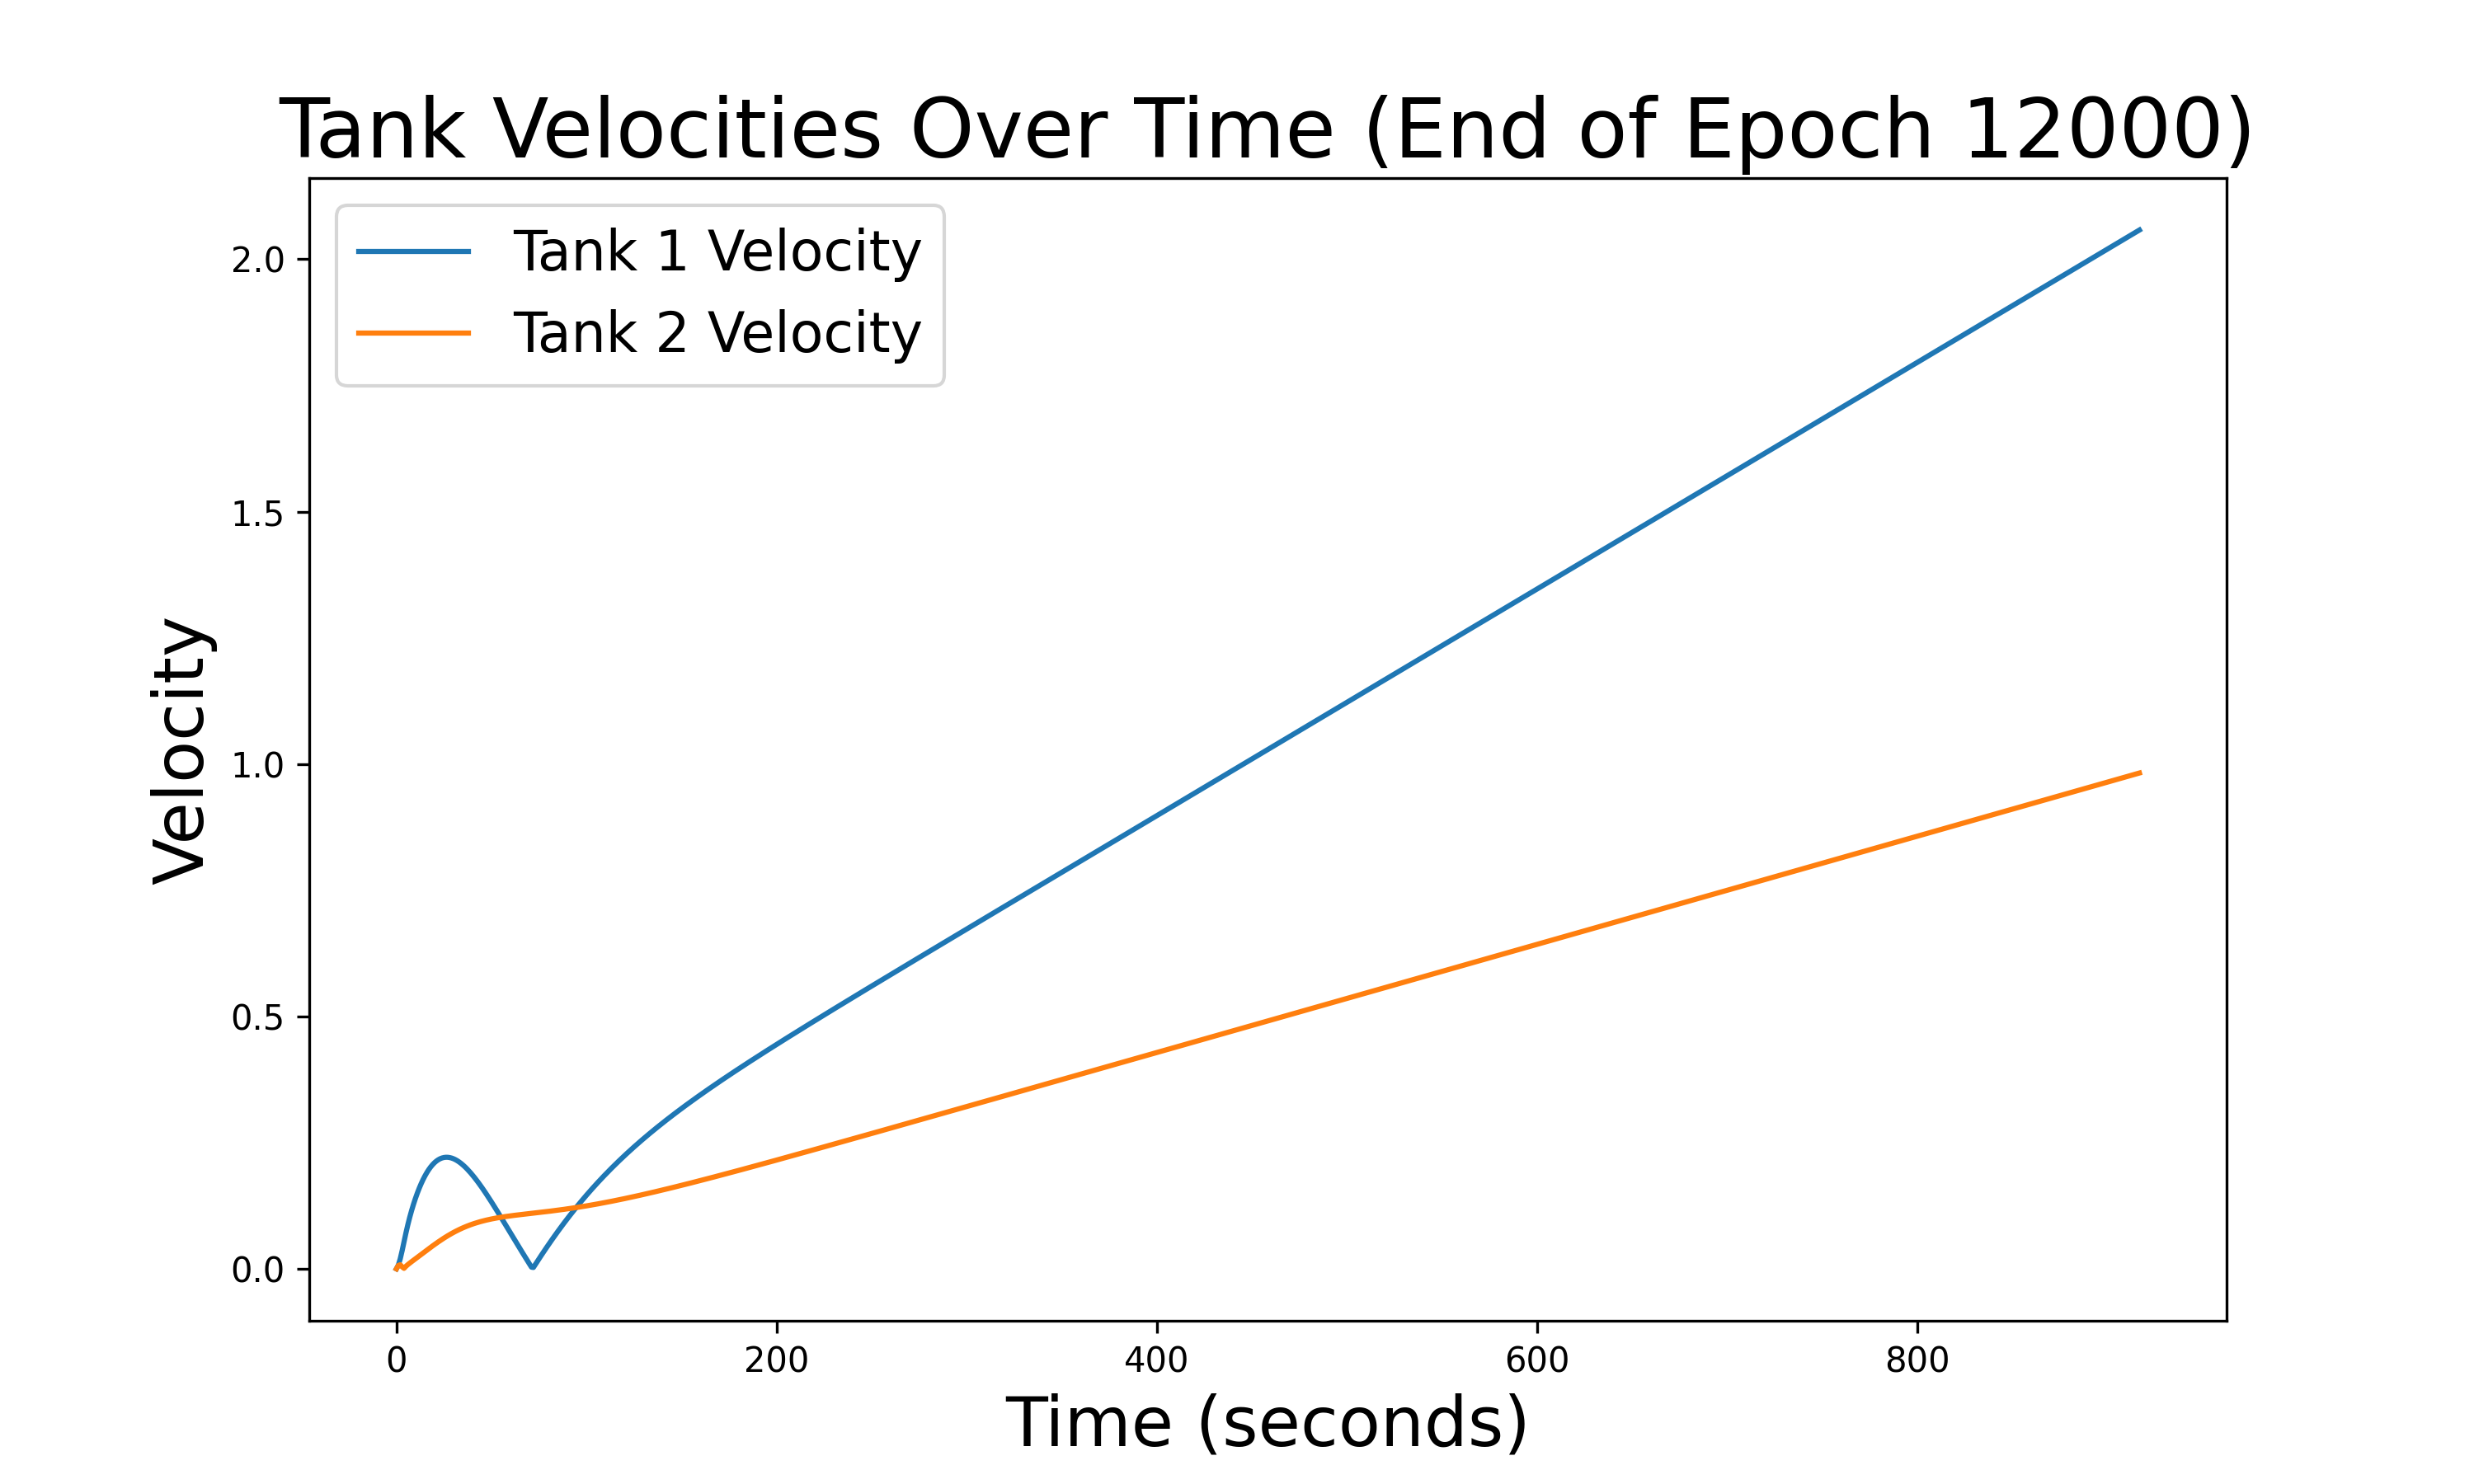 Tank Velocities Over Time (End of Epoch 12000)
Tank 1 Velocity
Tank 2 Velocity
Velocity
2.0
1.5
1.0
0.5
0.0
0 200 400 600 800
Time (seconds)